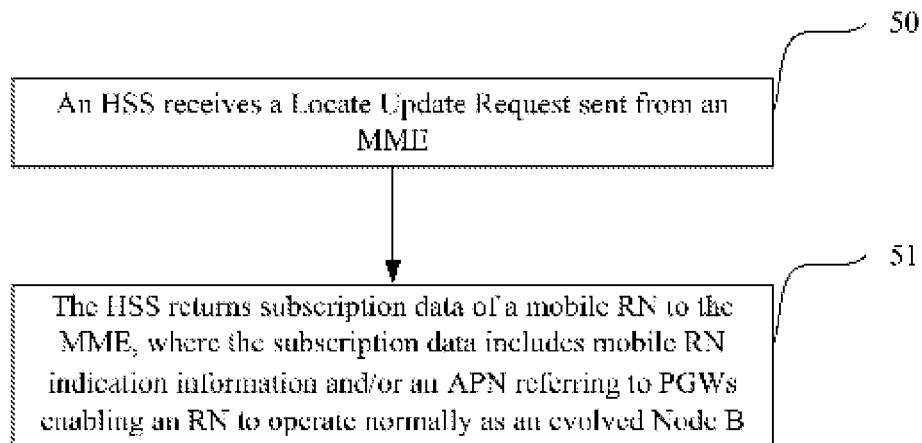 50
An HSS receives a Locate Update Request sent from an
MME
51
The HSS returns subscription data of a mobile RN to the
MME, where the subscription data includes mobile RN
indication information and/or an APN referring to PGWs
enabling an RN to operate normally as an evolved Node B